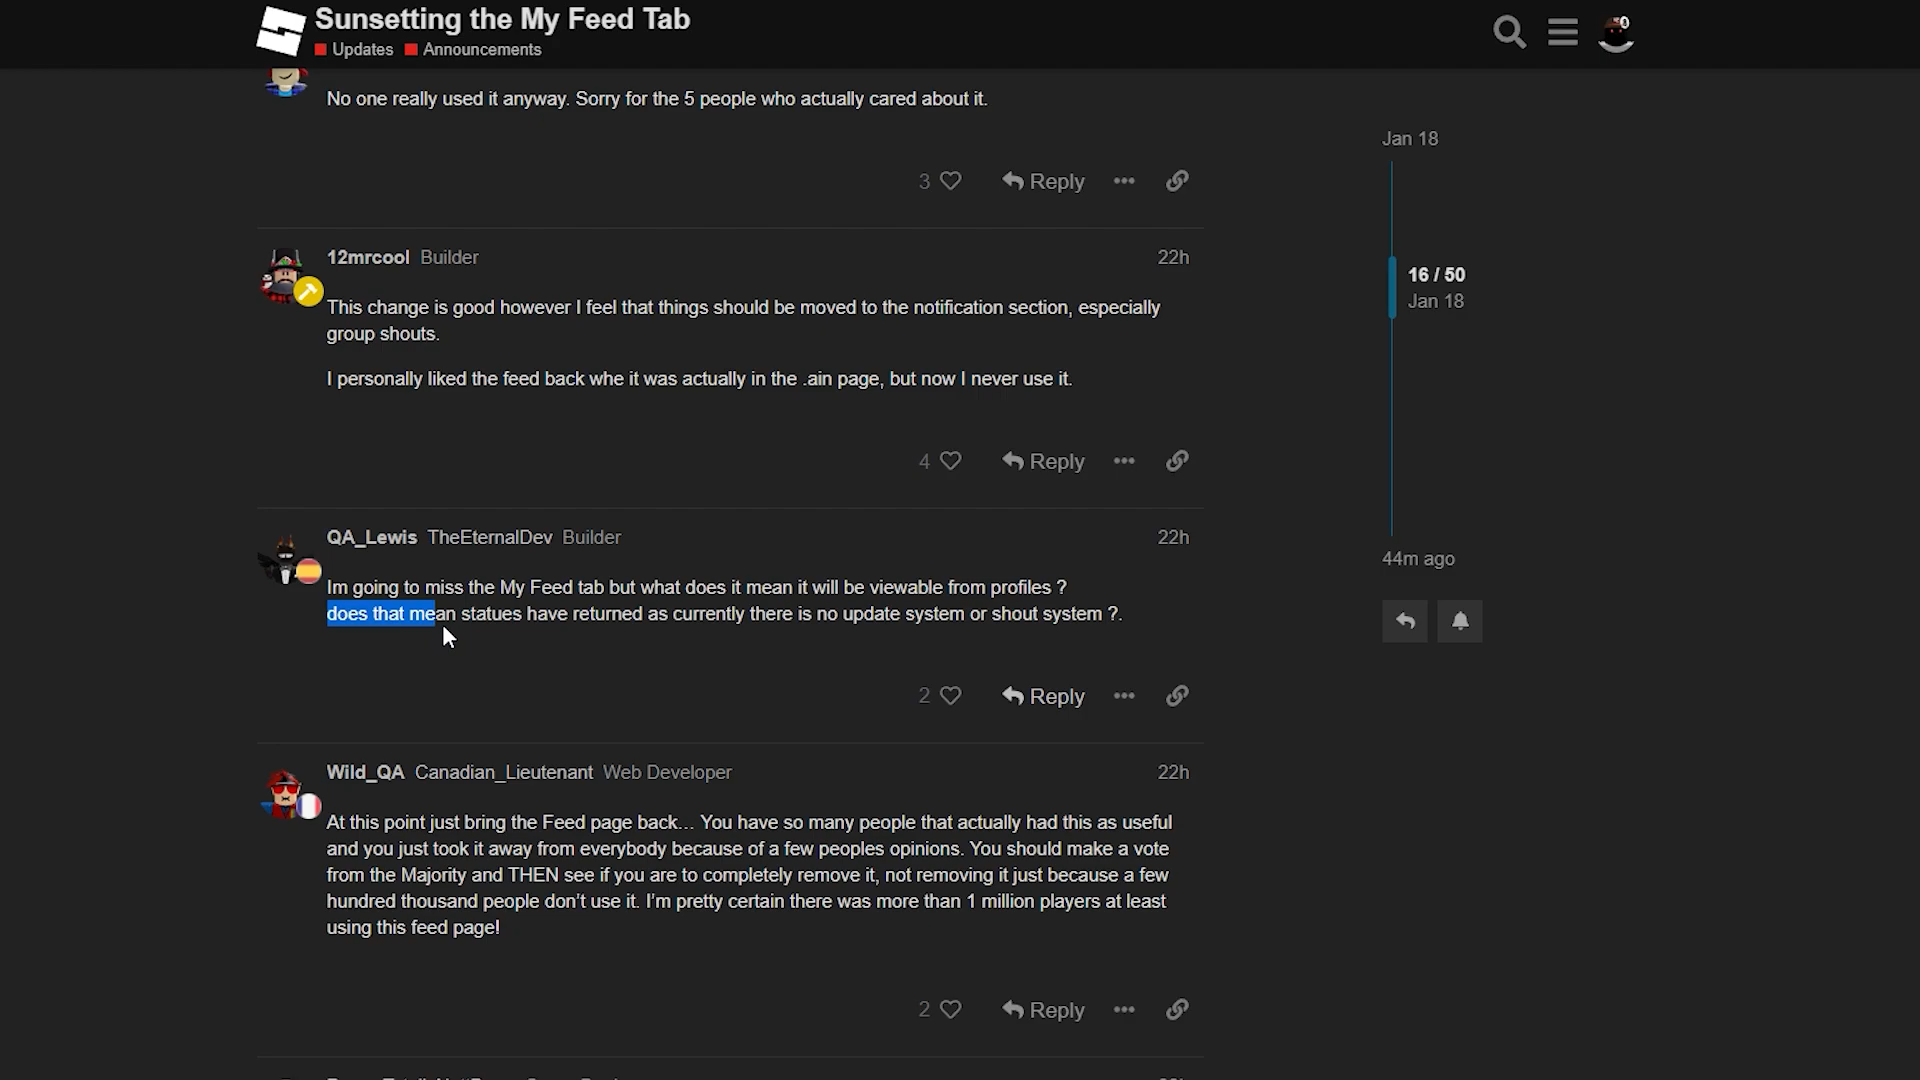 Sunsetting the My Feed Tab
Updates Announcements
No one really used it anyway. Sorry for the 5 people who actually cared about it.
Jan 18
3 Reply
12mrcool Builder 22h
16 / 50
Jan 18
This change is good however I feel that things should be moved to the notification section, especially
group shouts.
I personally liked the feed back whe it was actually in the .ain page, but now I never use it.
4 Reply
QA_Lewis TheEternalDev Builder 22h
44m ago
Im going to miss the My Feed tab but what does it mean it will be viewable from profiles ?
does that mean statues have returned as currently there is no update system or shout system ?.
2 Reply
Wild_QA Canadian_Lieutenant Web Developer 22h
At this point just bring the Feed page back... You have so many people that actually had this as useful
and you just took it away from everybody because of a few peoples opinions. You should make a vote
from the Majority and THEN see if you are to completely remove it, not removing it just because a few
hundred thousand people don't use it. I'm pretty certain there was more than 1 million players at least
using this feed page!
2 Reply